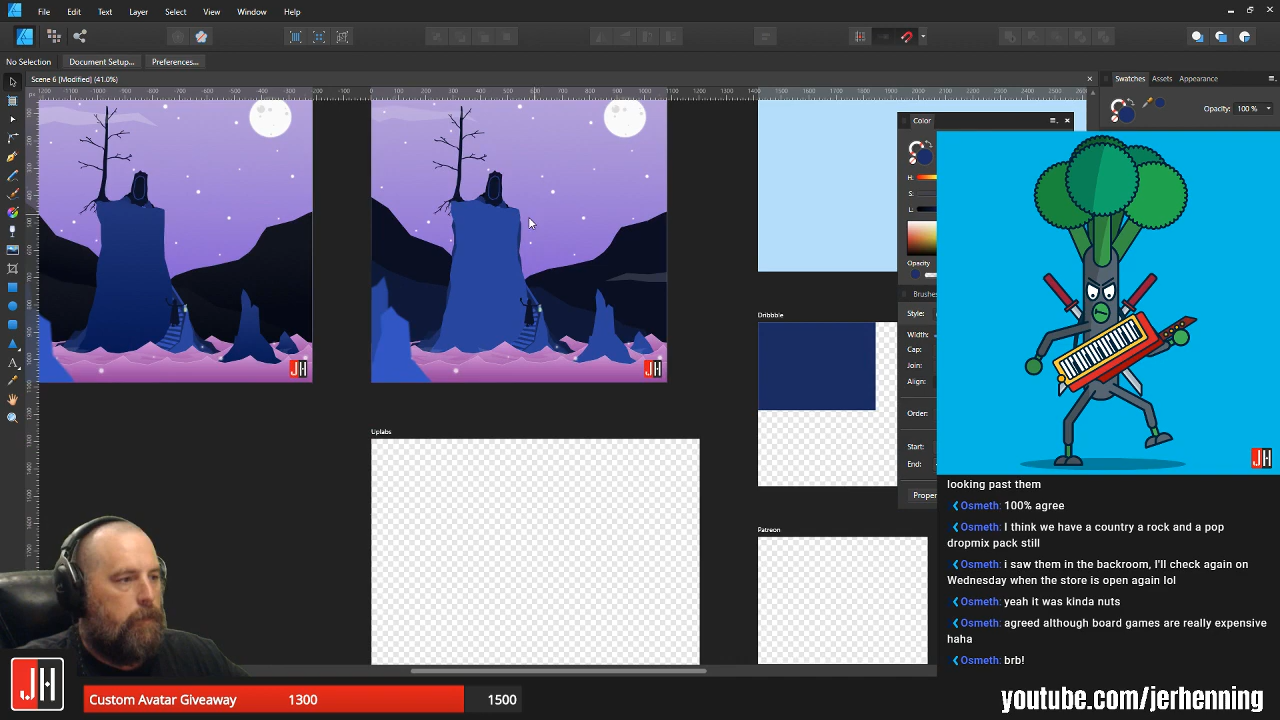 File Edit Text Layer Select View Window Help
No Selection Document Setup... Preferences...
Scene 6 [Modified] (41.0%)
Swatches Assets Appearance
Opacity: 100 %
Color
H:
S:
L:
Opacity
Brushes
Style:
Width:
Cap:
Join:
Align:
Order:
Start:
End:
Proper
Dribbble
Uplabs
Patreon
JH
JH
JH
looking past them
Osmeth: 100% agree
Osmeth: I think we have a country a rock and a pop
dropmix pack still
Osmeth: i saw them in the backroom, I'll check again on
Wednesday when the store is open again lol
Osmeth: yeah it was kinda nuts
Osmeth: agreed although board games are really expensive
haha
Osmeth: brb!
JH
Custom Avatar Giveaway 1300 1500
youtube.com/jerhenning